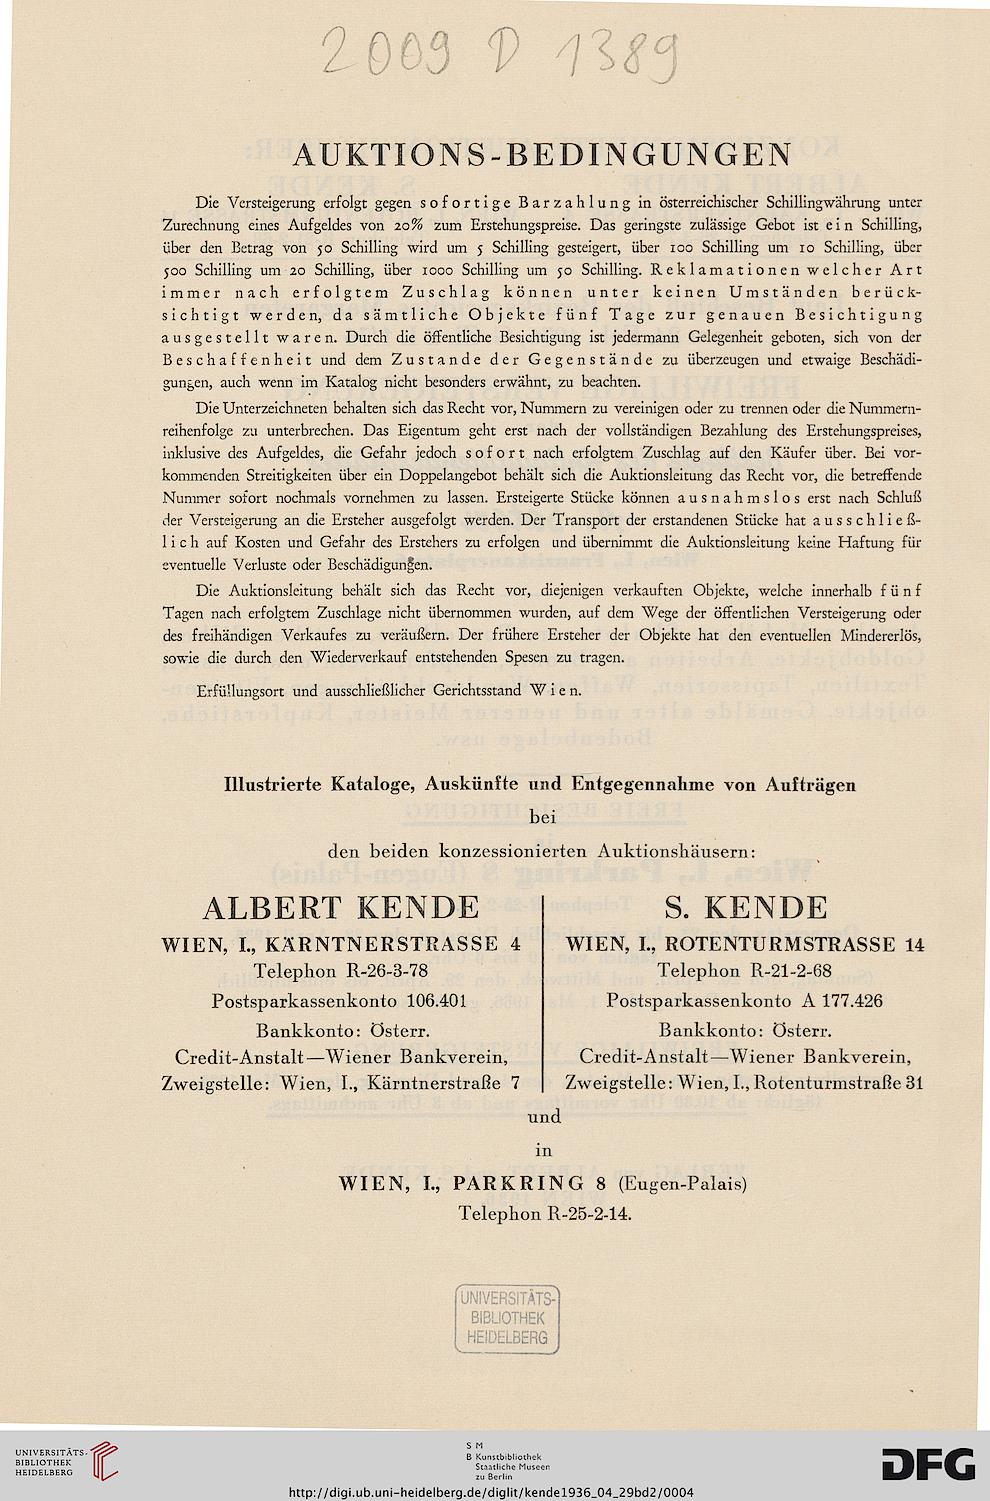 2009 D 1389
AUKTIONS-BEDINGUNGEN
Die Versteigerung erfolgt gegen sofortige Barzahlung in österreichischer Schillingwährung unter
Zurechnung eines Aufgeldes von 20% zum Erstehungspreise. Das geringste zulässige Gebot ist ein Schilling,
über den Betrag von 50 Schilling wird um 5 Schilling gesteigert, über 100 Schilling um 10 Schilling, über
500 Schilling um 20 Schilling, über 1000 Schilling um 50 Schilling. Reklamationen welcher Art
immer nach erfolgtem Zuschlag können unter keinen Umständen berück-
sichtigt werden, da sämtliche Objekte fünf Tage zur genauen Besichtigung
ausgestellt waren. Durch die öffentliche Besichtigung ist jedermann Gelegenheit geboten, sich von der
Beschaffenheit und dem Zustande der Gegenstände zu überzeugen und etwaige Beschädi-
gungen, auch wenn im Katalog nicht besonders erwähnt, zu beachten.
Die Unterzeichneten behalten sich das Recht vor, Nummern zu vereinigen oder zu trennen oder die Nummern-
reihenfolge zu unterbrechen. Das Eigentum geht erst nach der vollständigen Bezahlung des Erstehungspreises,
inklusive des Aufgeldes, die Gefahr jedoch sofort nach erfolgtem Zuschlag auf den Käufer über. Bei vor-
kommenden Streitigkeiten über ein Doppelangebot behält sich die Auktionsleitung das Recht vor, die betreffende
Nummer sofort nochmals vornehmen zu lassen. Ersteigerte Stücke können ausnahmslos erst nach Schluß
der Versteigerung an die Ersteher ausgefolgt werden. Der Transport der erstandenen Stücke hat ausschließ-
lich auf Kosten und Gefahr des Erstehers zu erfolgen und übernimmt die Auktionsleitung keine Haftung für
eventuelle Verluste oder Beschädigungen.
Die Auktionsleitung behält sich das Recht vor, diejenigen verkauften Objekte, welche innerhalb fünf
Tagen nach erfolgtem Zuschlage nicht übernommen wurden, auf dem Wege der öffentlichen Versteigerung oder
des freihändigen Verkaufes zu veräußern. Der frühere Ersteher der Objekte hat den eventuellen Mindererlös,
sowie die durch den Wiederverkauf entstehenden Spesen zu tragen.
Erfüllungsort und ausschließlicher Gerichtsstand Wien.
Illustrierte Kataloge, Auskünfte und Entgegennahme von Aufträgen
bei
den beiden konzessionierten Auktionshäusern:
ALBERT KENDE
WIEN, I., KÄRNTNERSTRASSE 4
Telephon R-26-3-78
Postsparkassenkonto 106.401
Bankkonto: Österr.
Credit-Anstalt—Wiener Bankverein,
Zweigstelle: Wien, I., Kärntnerstraße 7
S. KENDE
WIEN, I., ROTENTURMSTRASSE 14
Telephon R-21-2-68
Postsparkassenkonto A 177.426
Bankkonto: Österr.
Credit-Anstalt—Wiener Bankverein,
Zweigstelle: Wien, I., Rotenturmstraße 31
und
in
WIEN, I., PARKRING 8 (Eugen-Palais)
Telephon R-25-2-14.
UNIVERSITÄTS-
BIBLIOTHEK
HEIDELBERG
UNIVERSITÄTS-
BIBLIOTHEK
HEIDELBERG
S M
B Kunstbibliothek
Staatliche Museen
zu Berlin
DFG
http://digi.ub.uni-heidelberg.de/diglit/kende1936_04_29bd2/0004